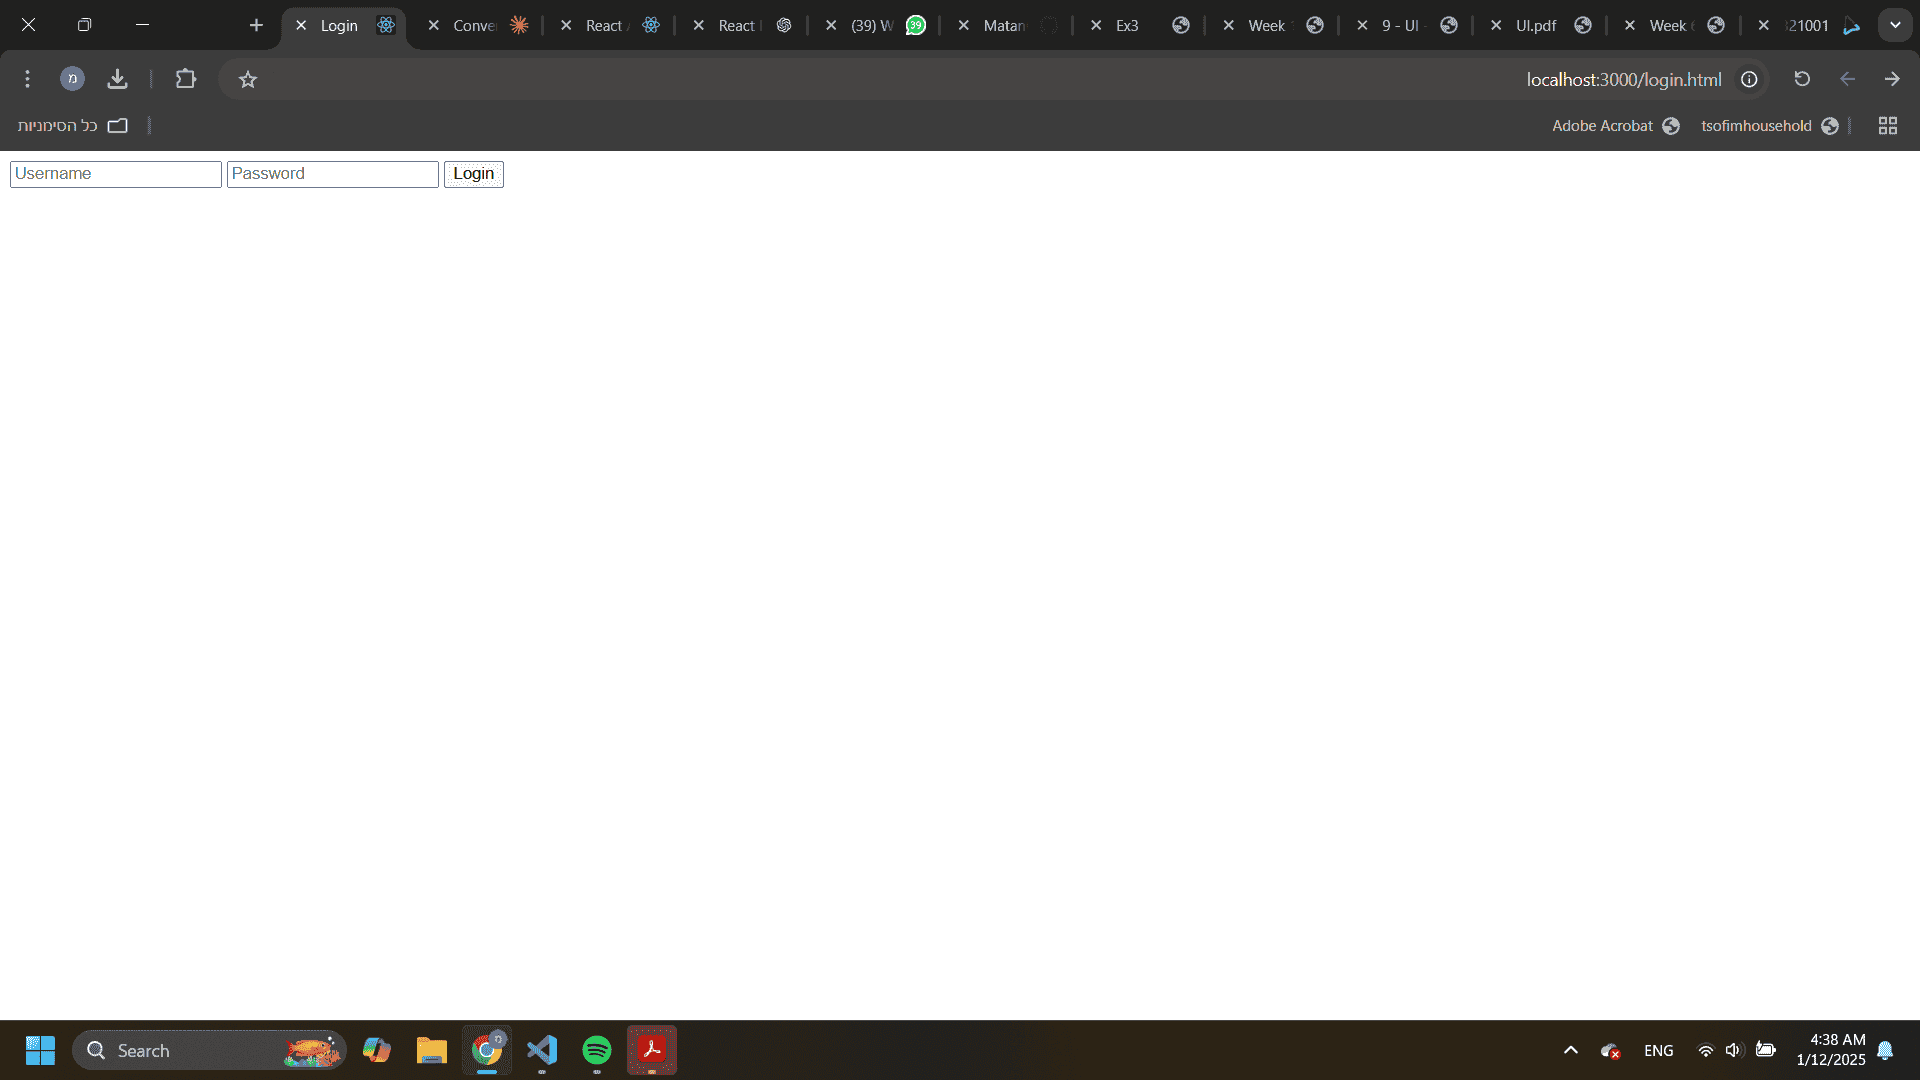 Login
Conve
React
React
(39) W
39
Matan
Ex3
Week
9 - UI
UI.pdf
Week
21001
מ
localhost:3000/login.html
כל הסימניות
Adobe Acrobat
tsofimhousehold
Username
Password
Login
Search
מ
ENG
4:38 AM
1/12/2025